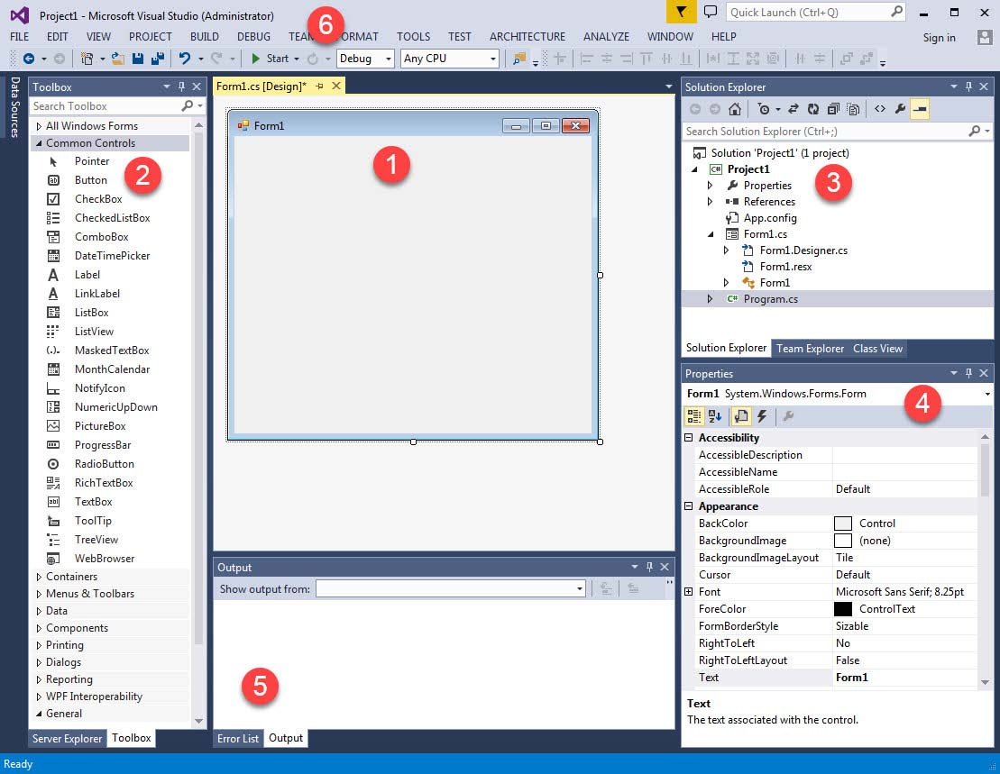 Project1 - Microsoft Visual Studio (Administrator)
Quick Launch (Ctrl+Q)
6
FILE EDIT VIEW PROJECT BUILD DEBUG TEAM FORMAT TOOLS TEST ARCHITECTURE ANALYZE WINDOW HELP
Sign in
Start
Debug
Any CPU
Data Sources
Toolbox
Search Toolbox
All Windows Forms
Common Controls
Pointer
Button
CheckBox
CheckedListBox
ComboBox
DateTimePicker
Label
LinkLabel
ListBox
ListView
MaskedTextBox
MonthCalendar
NotifyIcon
NumericUpDown
PictureBox
ProgressBar
RadioButton
RichTextBox
TextBox
ToolTip
TreeView
WebBrowser
Containers
Menus & Toolbars
Data
Components
Printing
Dialogs
Reporting
WPF Interoperability
General
2
Server Explorer
Toolbox
Form1.cs [Design]*
Form1
1
Output
Show output from:
5
Error List
Output
Solution Explorer
Search Solution Explorer (Ctrl+;)
Solution 'Project1' (1 project)
C# Project1
3
Properties
References
App.config
Form1.cs
Form1.Designer.cs
Form1.resx
Form1
C# Program.cs
Solution Explorer
Team Explorer
Class View
Properties
Form1 System.Windows.Forms.Form
4
Accessibility
AccessibleDescription
AccessibleName
AccessibleRole Default
Appearance
BackColor Control
BackgroundImage (none)
BackgroundImageLayout Tile
Cursor Default
Font Microsoft Sans Serif; 8.25pt
ForeColor ControlText
FormBorderStyle Sizable
RightToLeft No
RightToLeftLayout False
Text Form1
Text
The text associated with the control.
Ready